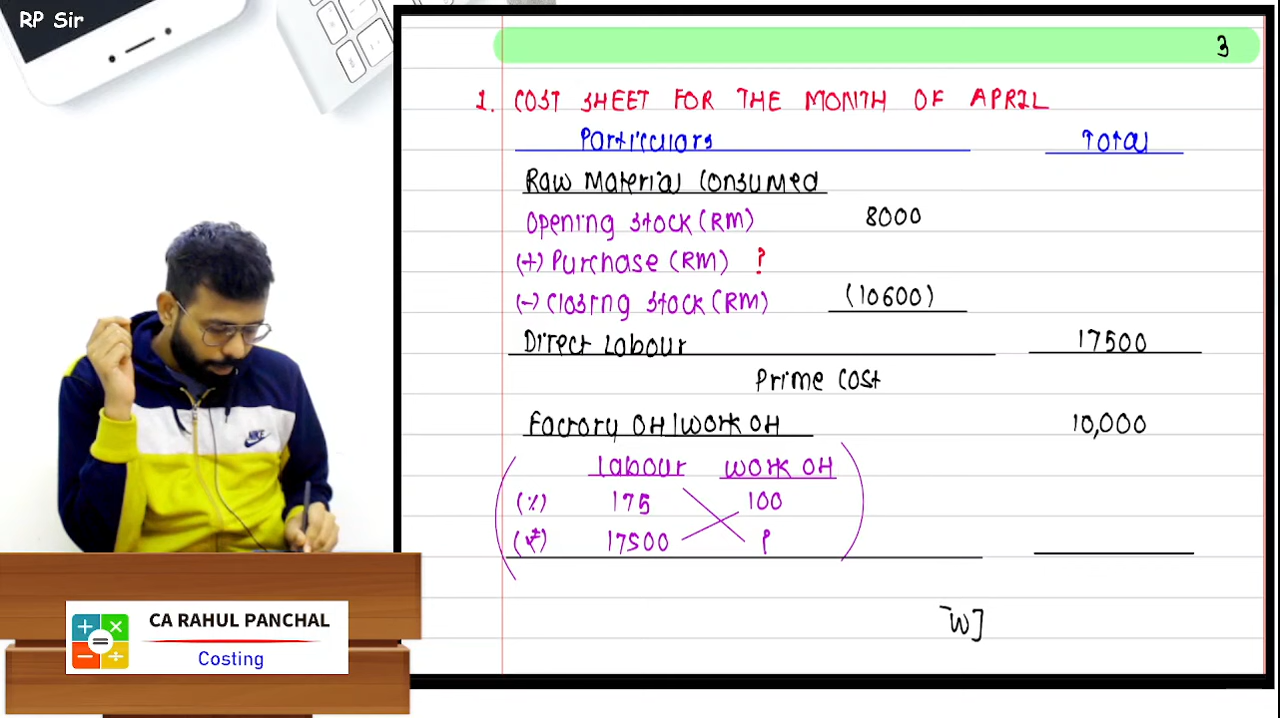 RP Sir
3
1. COST SHEET FOR THE MONTH OF APRIL
Particulars Total
Raw Material Consumed
Opening Stock (RM) 8000
(+) Purchase (RM) ?
(-) Closing Stock (RM) (10600)
Direct Labour 17500
Prime Cost
Factory OH/Work OH 10,000
Labour Work OH
(%) 175 100
(₹) 17500 ?
W
NIKE
CA RAHUL PANCHAL
Costing